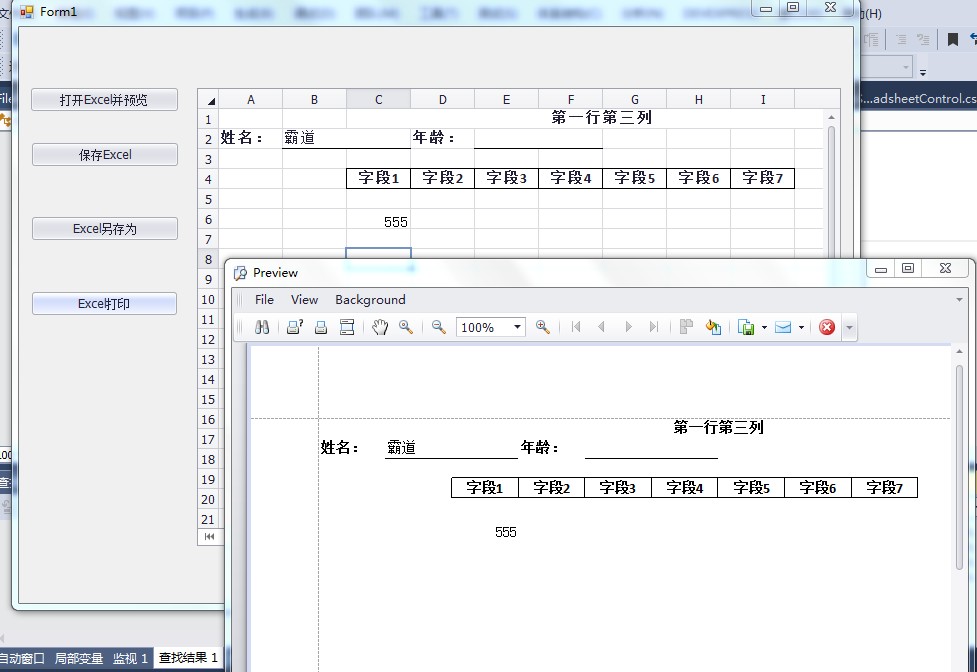 Form1
(H)
...adsheetControl.cs
打开Excel并预览
保存Excel
Excel另存为
Excel打印
A B C D E F G H I
1 第一行第三列
2 姓名： 霸道 年龄：
3
4 字段1 字段2 字段3 字段4 字段5 字段6 字段7
5
6 555
7
8
9
10
11
12
13
14
15
16
17
18
19
20
21
Preview
File View Background
100%
第一行第三列
姓名： 霸道 年龄：
字段1 字段2 字段3 字段4 字段5 字段6 字段7
555
自动窗口 局部变量 监视 1 查找结果 1